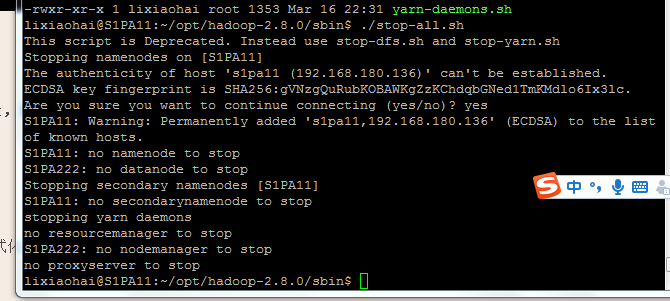 -rwxr-xr-x 1 lixiaohai root 1353 Mar 16 22:31 yarn-daemons.sh
lixiaohai@S1PA11:~/opt/hadoop-2.8.0/sbin$ ./stop-all.sh
This script is Deprecated. Instead use stop-dfs.sh and stop-yarn.sh
Stopping namenodes on [S1PA11]
The authenticity of host 's1pa11 (192.168.180.136)' can't be established.
ECDSA key fingerprint is SHA256:gVNzgQuRubKOBAWKgZzKChdqbGNed1TmKMdlo6Ix3lc.
Are you sure you want to continue connecting (yes/no)? yes
S1PA11: Warning: Permanently added 's1pa11,192.168.180.136' (ECDSA) to the list
of known hosts.
S1PA11: no namenode to stop
S1PA222: no datanode to stop
Stopping secondary namenodes [S1PA11]
S1PA11: no secondarynamenode to stop
stopping yarn daemons
no resourcemanager to stop
S1PA222: no nodemanager to stop
no proxyserver to stop
lixiaohai@S1PA11:~/opt/hadoop-2.8.0/sbin$
S 中